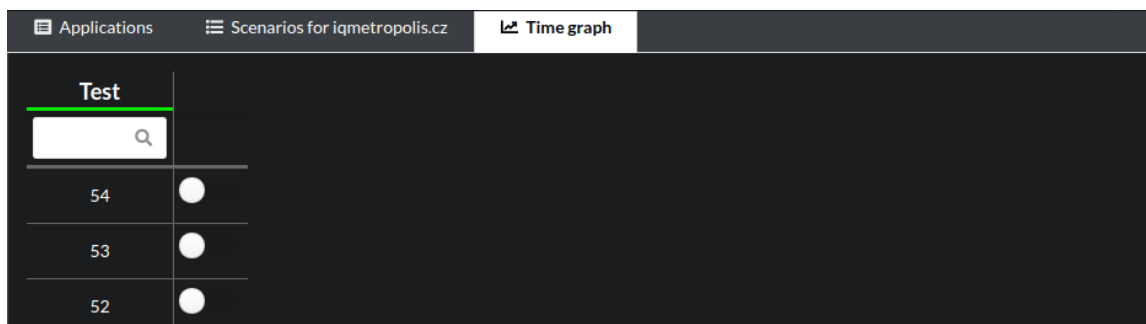 Applications
Scenarios for iqmetropolis.cz
Time graph
Test
54
53
52